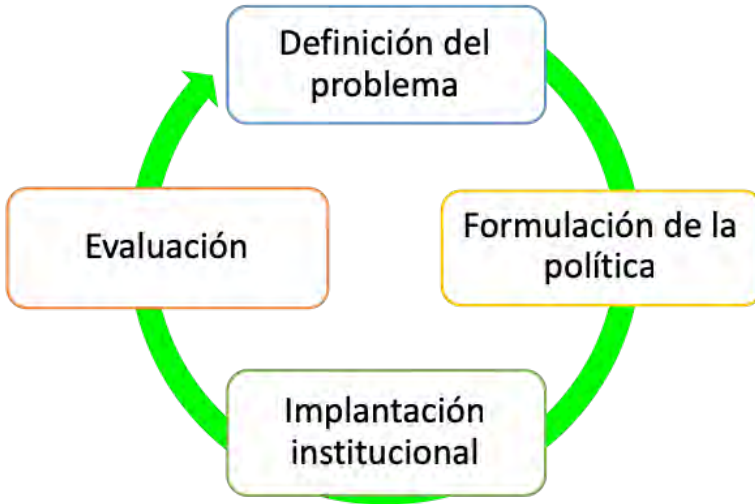 Definición del
problema
Formulación de la
política
Implantación
institucional
Evaluación